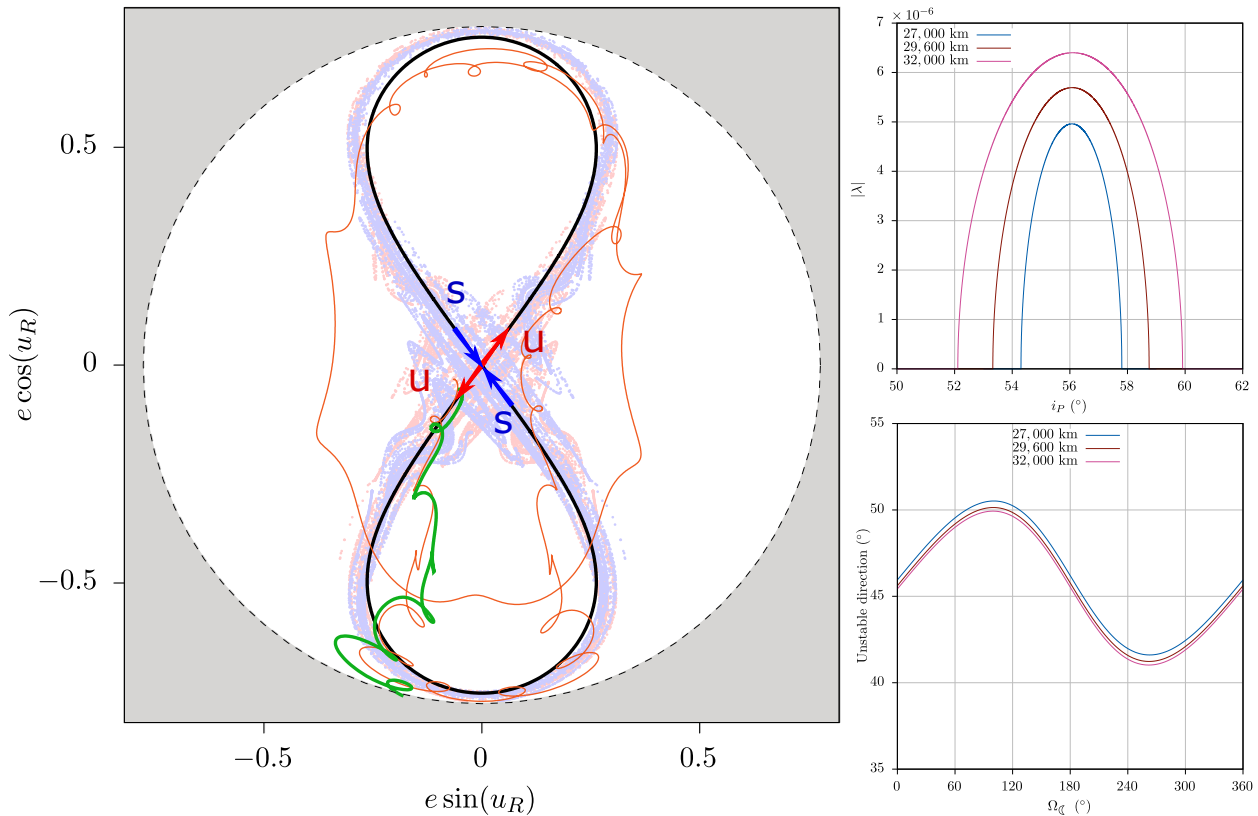 e cos(u_R)
0.5
0
−0.5
s
u
u
s
−0.5
0
0.5
e sin(u_R)
7
× 10⁻⁶
27,000 km
29,600 km
32,000 km
6
5
4
3
2
1
0
|λ|
50
52
54
56
58
60
62
i_P (°)
55
27,000 km
29,600 km
32,000 km
50
45
40
35
Unstable direction (°)
0
60
120
180
240
300
360
Ω_☾ (°)